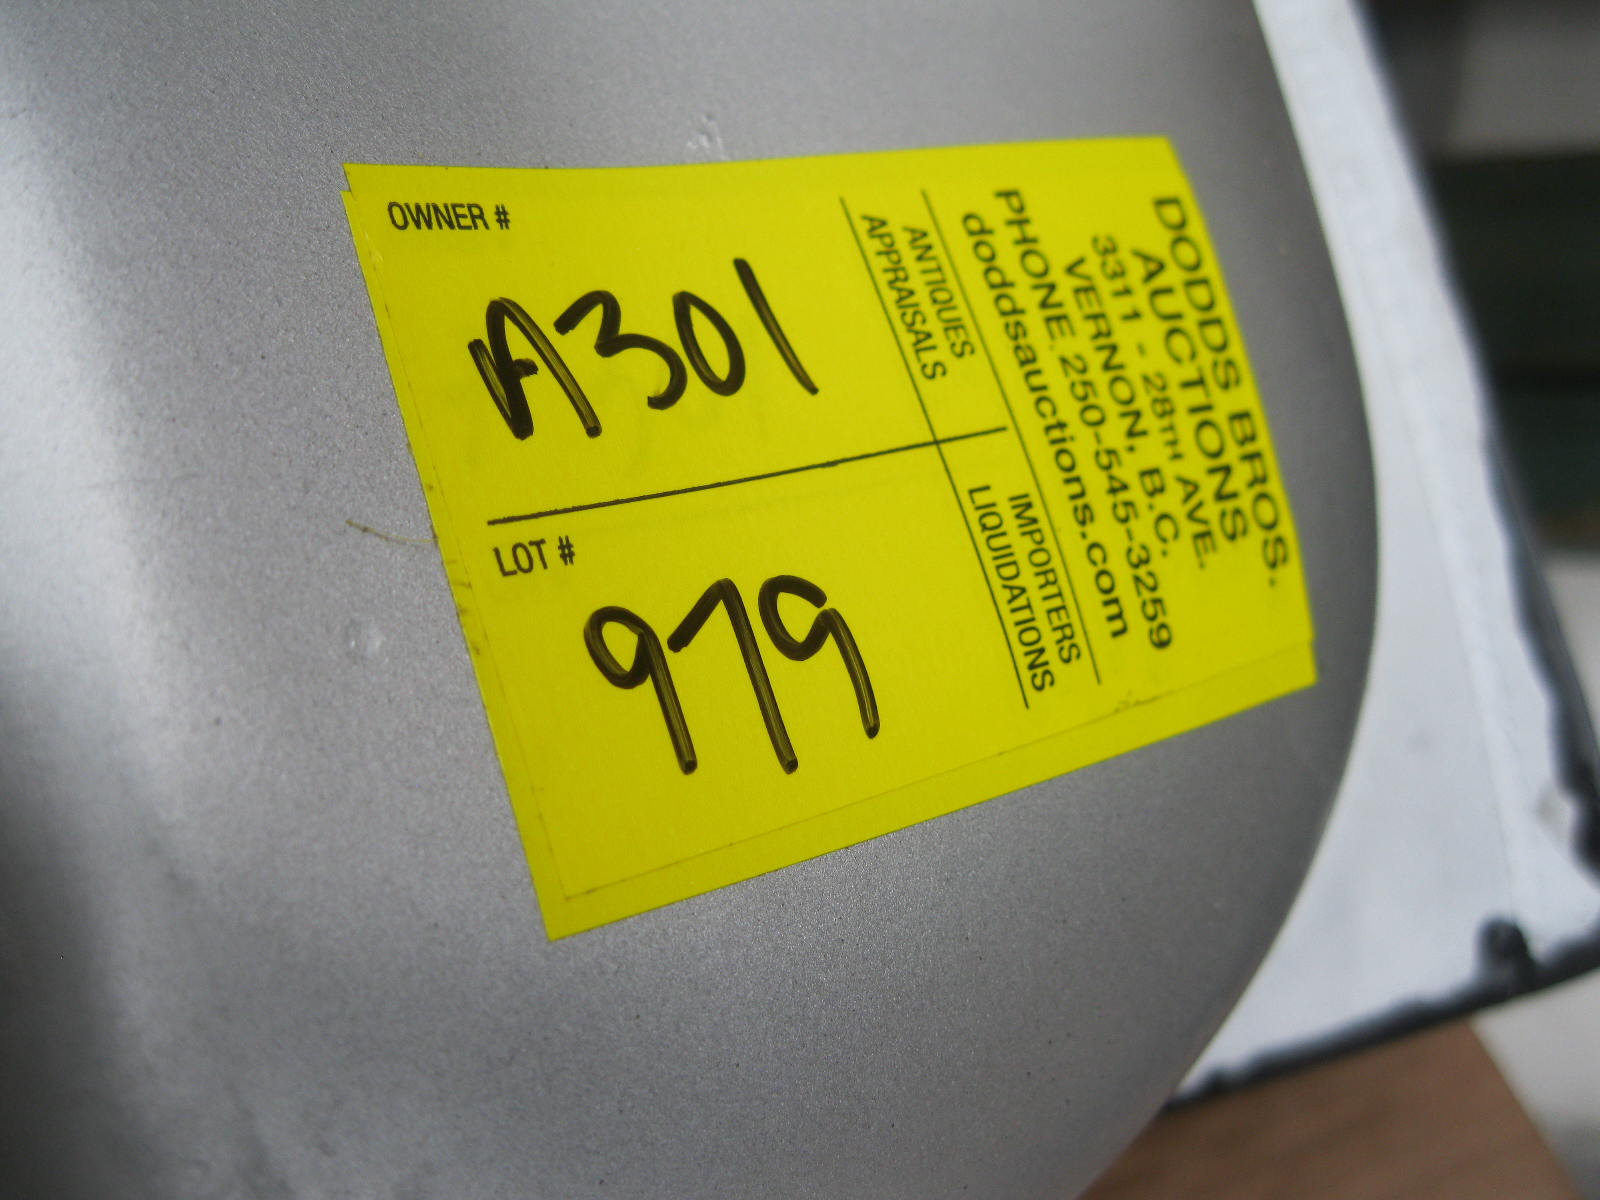 OWNER #
A301
LOT #
979
ANTIQUES
APPRAISALS
IMPORTERS
LIQUIDATIONS
DODDS BROS.
AUCTIONS
3311 - 28TH AVE.
VERNON, B.C.
PHONE 250-545-3259
doddsauctions.com